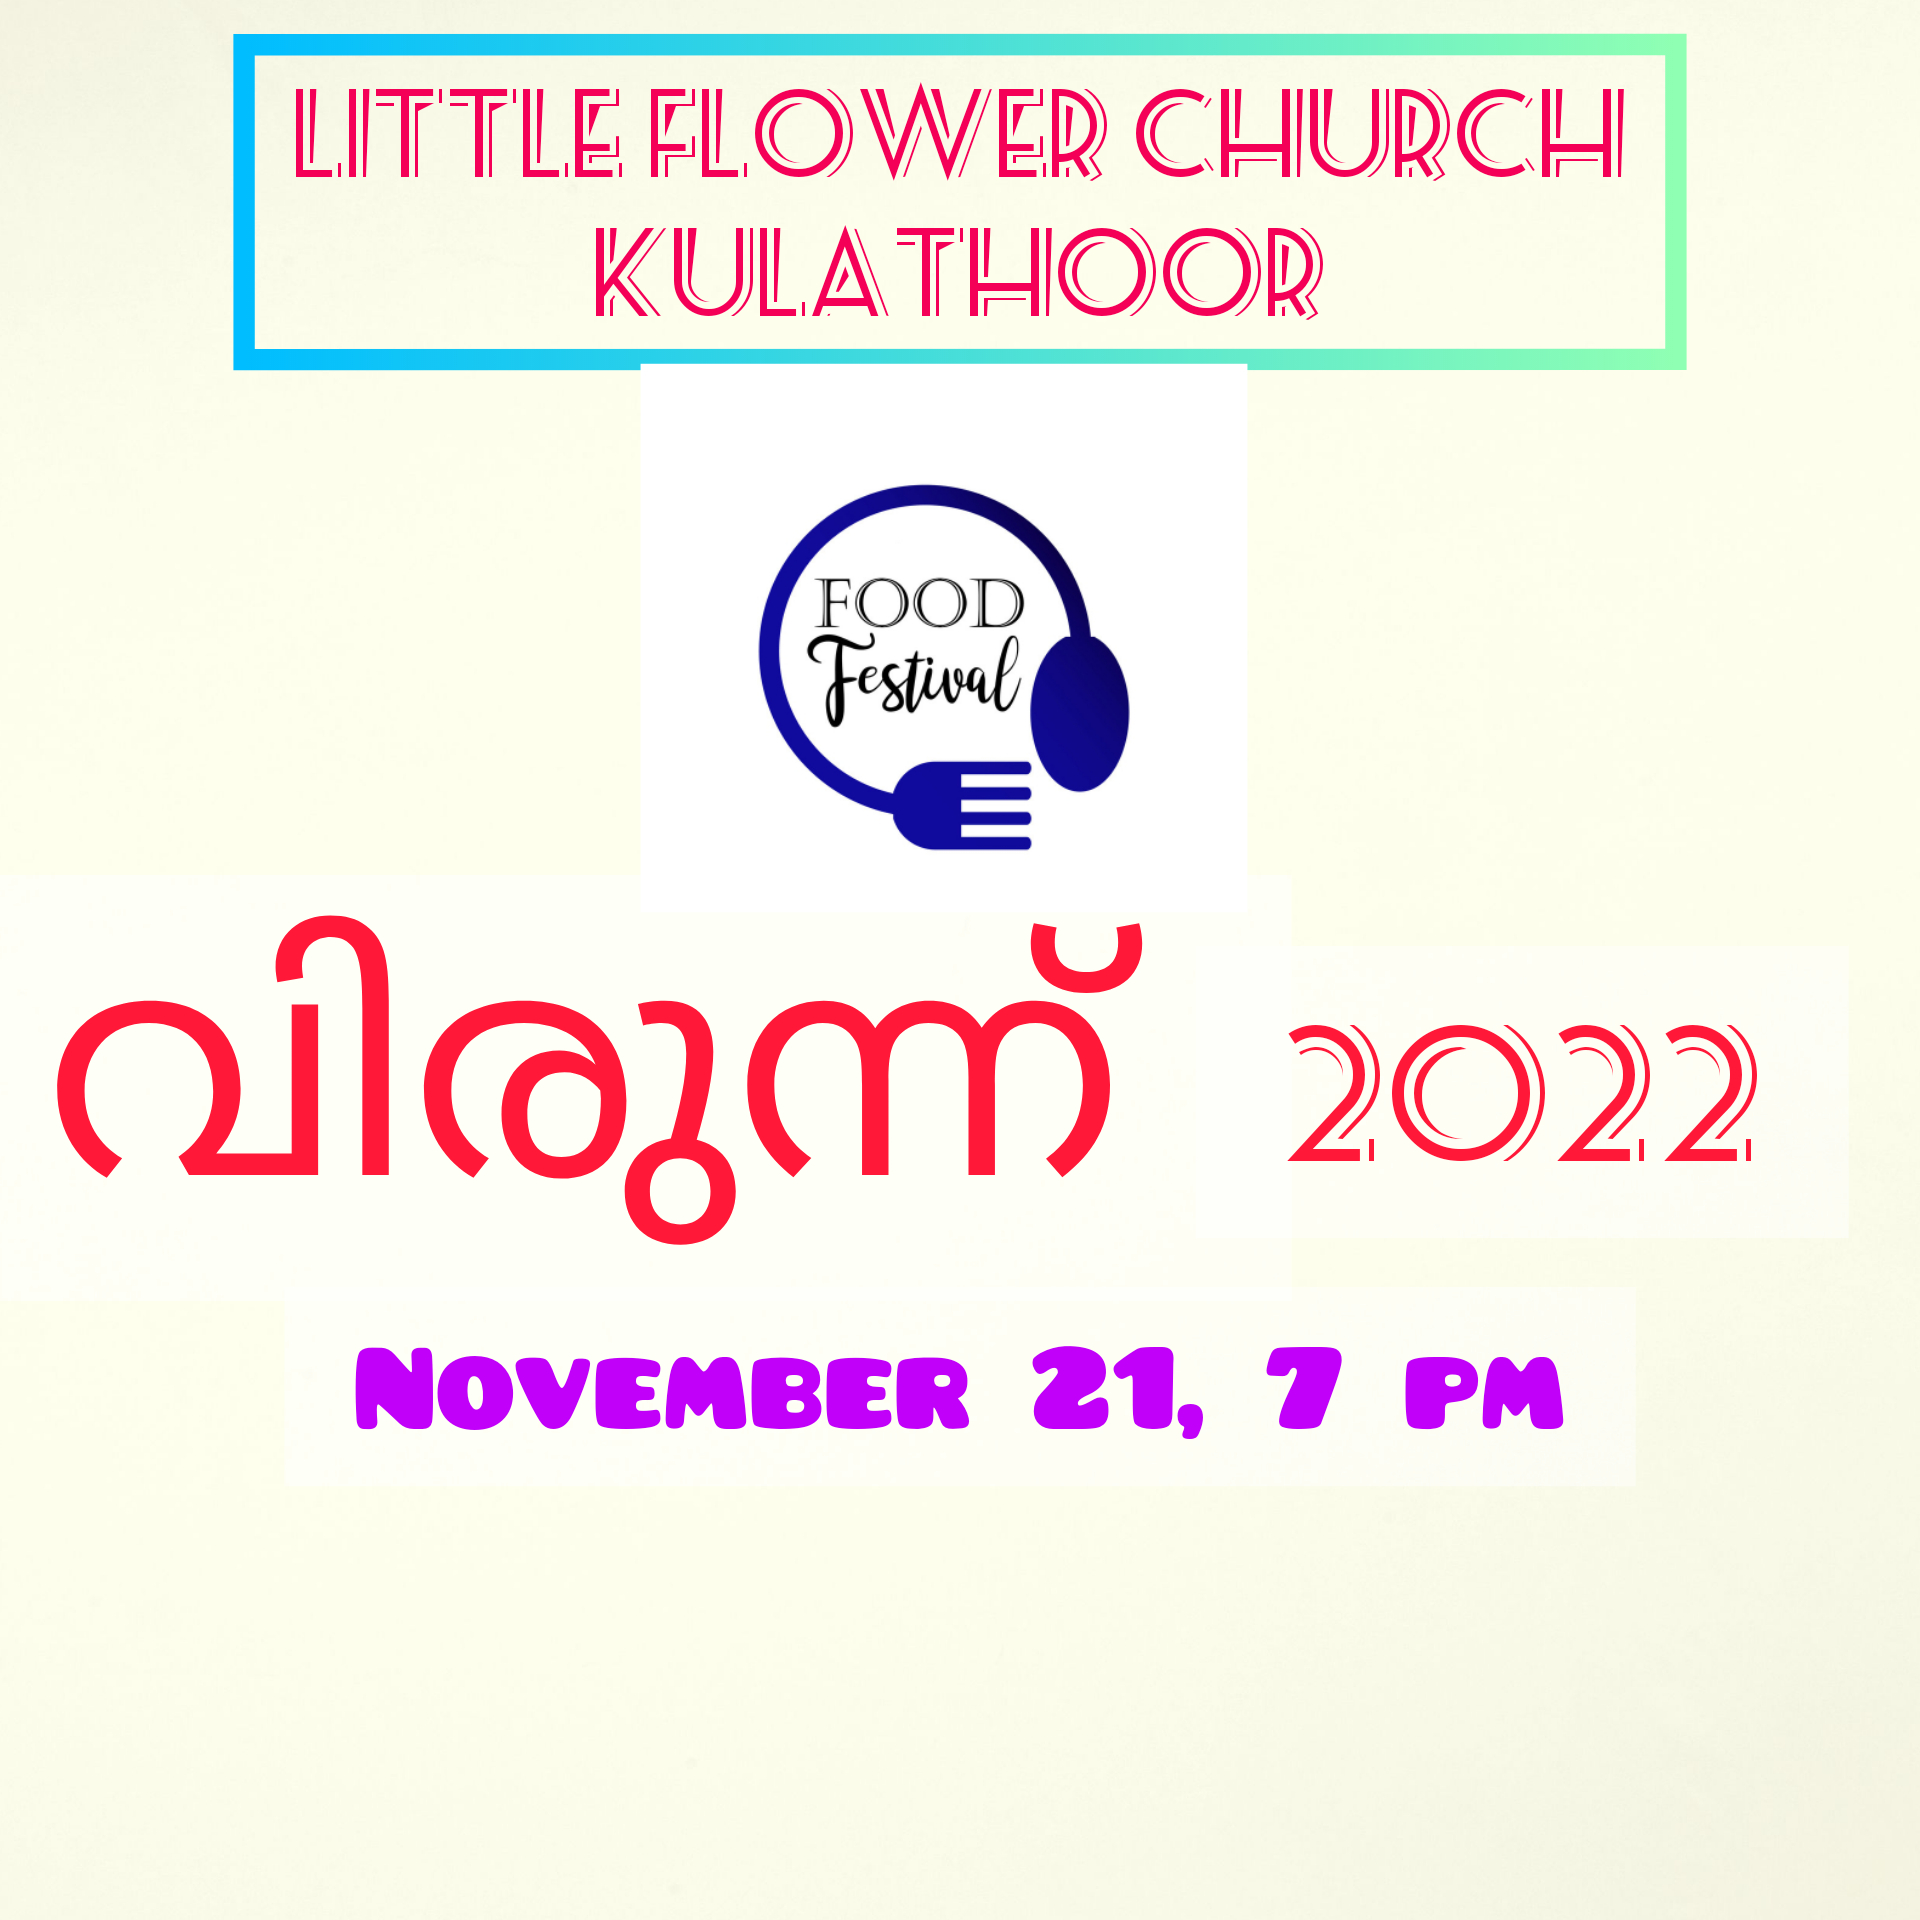 LITTLE FLOWER CHURCH
KULATHOOR
FOOD
Festival
വിരുന്ന് 2022
November 21, 7 pm